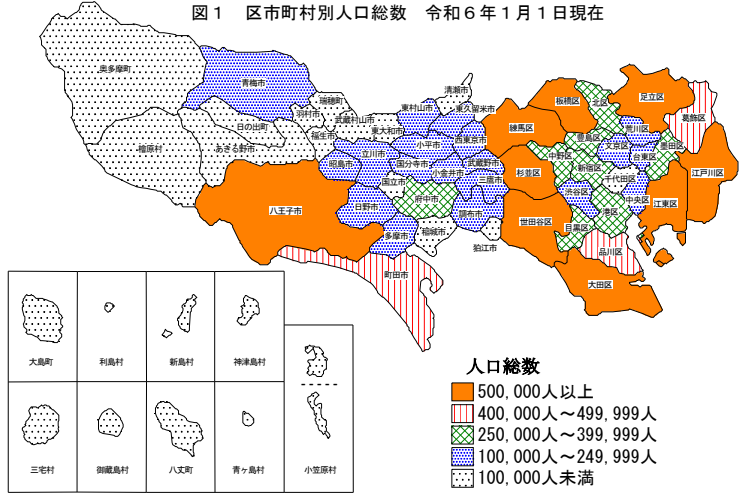 図１　区市町村別人口総数　令和６年１月１日現在
奥多摩町
青梅市
瑞穂町
羽村市
日の出町
福生市
武蔵村山市
東大和市
東村山市
清瀬市
東久留米市
檜原村
あきる野市
昭島市
立川市
小平市
西東京市
国分寺市
小金井市
武蔵野市
三鷹市
国立市
府中市
八王子市
日野市
多摩市
稲城市
調布市
狛江市
町田市
練馬区
板橋区
北区
足立区
葛飾区
豊島区
荒川区
文京区
台東区
墨田区
杉並区
中野区
新宿区
千代田区
江戸川区
渋谷区
中央区
江東区
世田谷区
目黒区
港区
品川区
大田区
大島町
利島村
新島村
神津島村
三宅村
御蔵島村
八丈町
青ヶ島村
小笠原村
人口総数
500,000人以上
400,000人～499,999人
250,000人～399,999人
100,000人～249,999人
100,000人未満